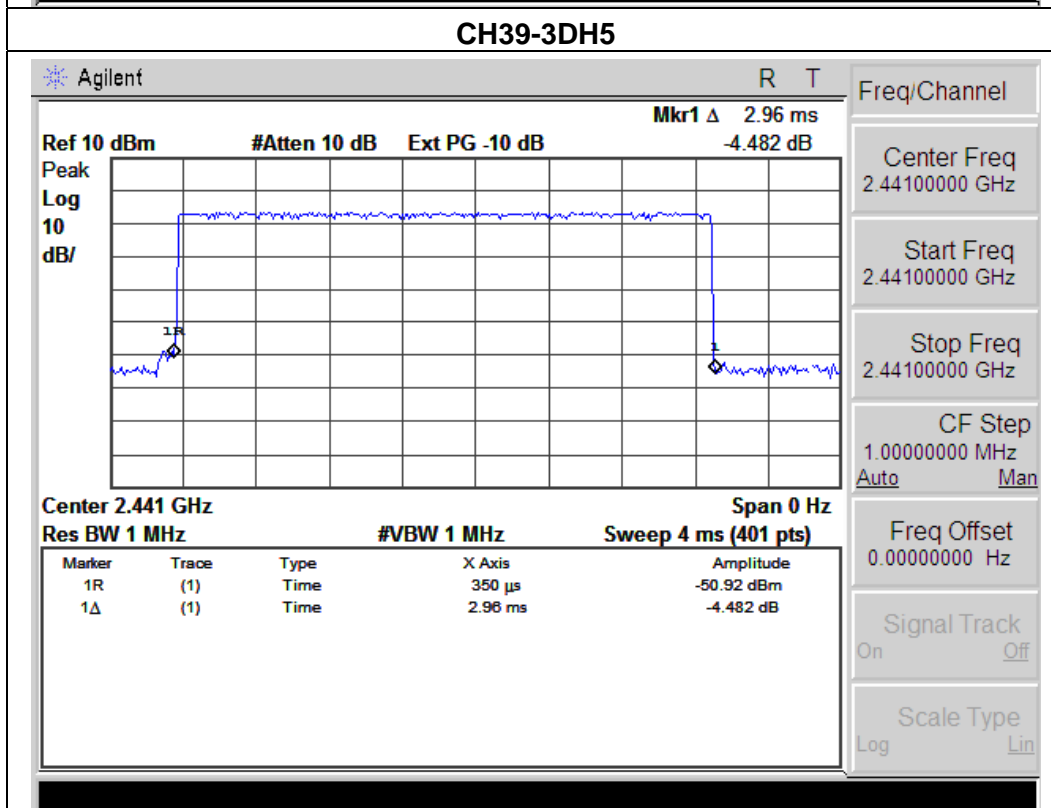 CH39-3DH5
Agilent
R T
Mkr1 Δ 2.96 ms
Ref 10 dBm #Atten 10 dB Ext PG -10 dB -4.482 dB
Peak
Log
10
dB/
1R
1
Center 2.441 GHz Span 0 Hz
Res BW 1 MHz #VBW 1 MHz Sweep 4 ms (401 pts)
Marker Trace Type X Axis Amplitude
1R (1) Time 350 µs -50.92 dBm
1Δ (1) Time 2.96 ms -4.482 dB
Freq/Channel
Center Freq
2.44100000 GHz
Start Freq
2.44100000 GHz
Stop Freq
2.44100000 GHz
CF Step
1.00000000 MHz
Auto Man
Freq Offset
0.00000000 Hz
Signal Track
On Off
Scale Type
Log Lin